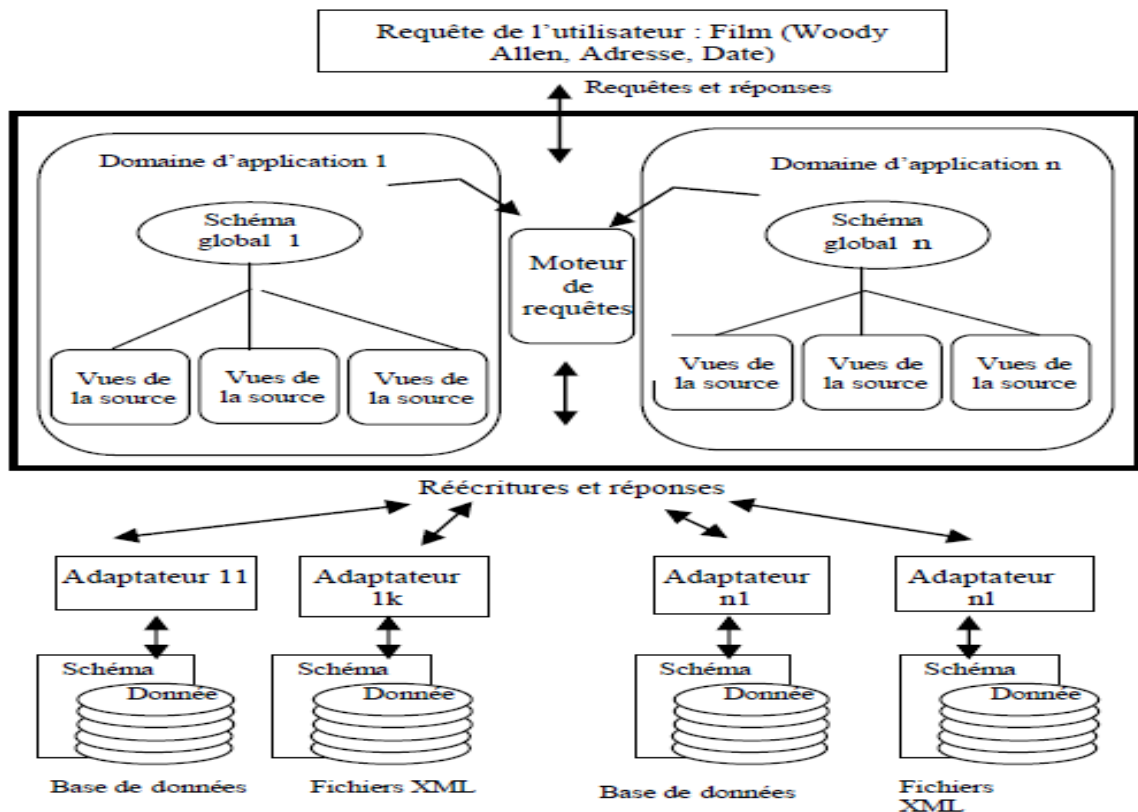 Requête de l’utilisateur : Film (Woody
Allen, Adresse, Date)
Requêtes et réponses
Domaine d’application 1
Domaine d’application n
Schéma
global 1
Schéma
global n
Moteur
de
requêtes
Vues de
la source
Vues de
la source
Vues de
la source
Vues de
la source
Vues de
la source
Vues de
la source
Réécritures et réponses
Adaptateur 11
Adaptateur
1k
Adaptateur
n1
Adaptateur
nl
Schéma
Donnée
Schéma
Donnée
Schéma
Donnée
Schéma
Donnée
Base de données
Fichiers XML
Base de données
Fichiers
XML